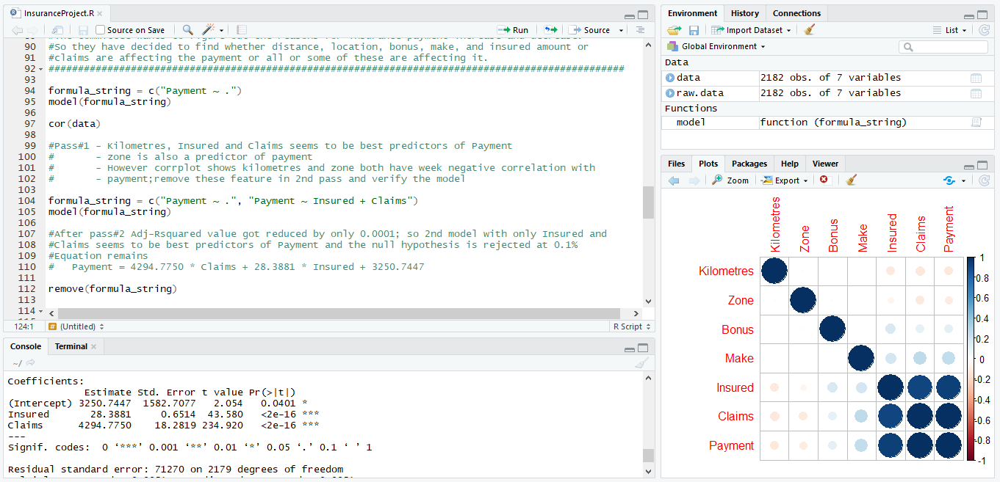 InsuranceProject.R
Source on Save
Run
Source
90 #So they have decided to find whether distance, location, bonus, make, and insured amount or
91 #claims are affecting the payment or all or some of these are affecting it.
92 ##################################################################################################
93
94 formula_string = c("Payment ~ .")
95 model(formula_string)
96
97 cor(data)
98
99 #Pass#1 - Kilometres, Insured and Claims seems to be best predictors of Payment
100 #       - zone is also a predictor of payment
101 #       - However corrplot shows kilometres and zone both have week negative correlation with
102 #       - payment;remove these feature in 2nd pass and verify the model
103
104 formula_string = c("Payment ~ .", "Payment ~ Insured + Claims")
105 model(formula_string)
106
107 #After pass#2 Adj-Rsquared value got reduced by only 0.0001; so 2nd model with only Insured and
108 #Claims seems to be best predictors of Payment and the null hypothesis is rejected at 0.1%
109 #Equation remains
110 #   Payment = 4294.7750 * Claims + 28.3881 * Insured + 3250.7447
111
112 remove(formula_string)
113
114
124:1 # (Untitled) R Script
Console Terminal
~/
Coefficients:
Estimate Std. Error t value Pr(>|t|)
(Intercept) 3250.7447 1582.7077 2.054 0.0401 *
Insured 28.3881 0.6514 43.580 <2e-16 ***
Claims 4294.7750 18.2819 234.920 <2e-16 ***
---
Signif. codes: 0 ‘***’ 0.001 ‘**’ 0.01 ‘*’ 0.05 ‘.’ 0.1 ‘ ’ 1
Residual standard error: 71270 on 2179 degrees of freedom
Environment History Connections
Import Dataset List
Global Environment
Data
data 2182 obs. of 7 variables
raw.data 2182 obs. of 7 variables
Functions
model function (formula_string)
Files Plots Packages Help Viewer
Zoom Export
Kilometres Zone Bonus Make Insured Claims Payment
Kilometres
Zone
Bonus
Make
Insured
Claims
Payment
1
0.8
0.6
0.4
0.2
0
-0.2
-0.4
-0.6
-0.8
-1